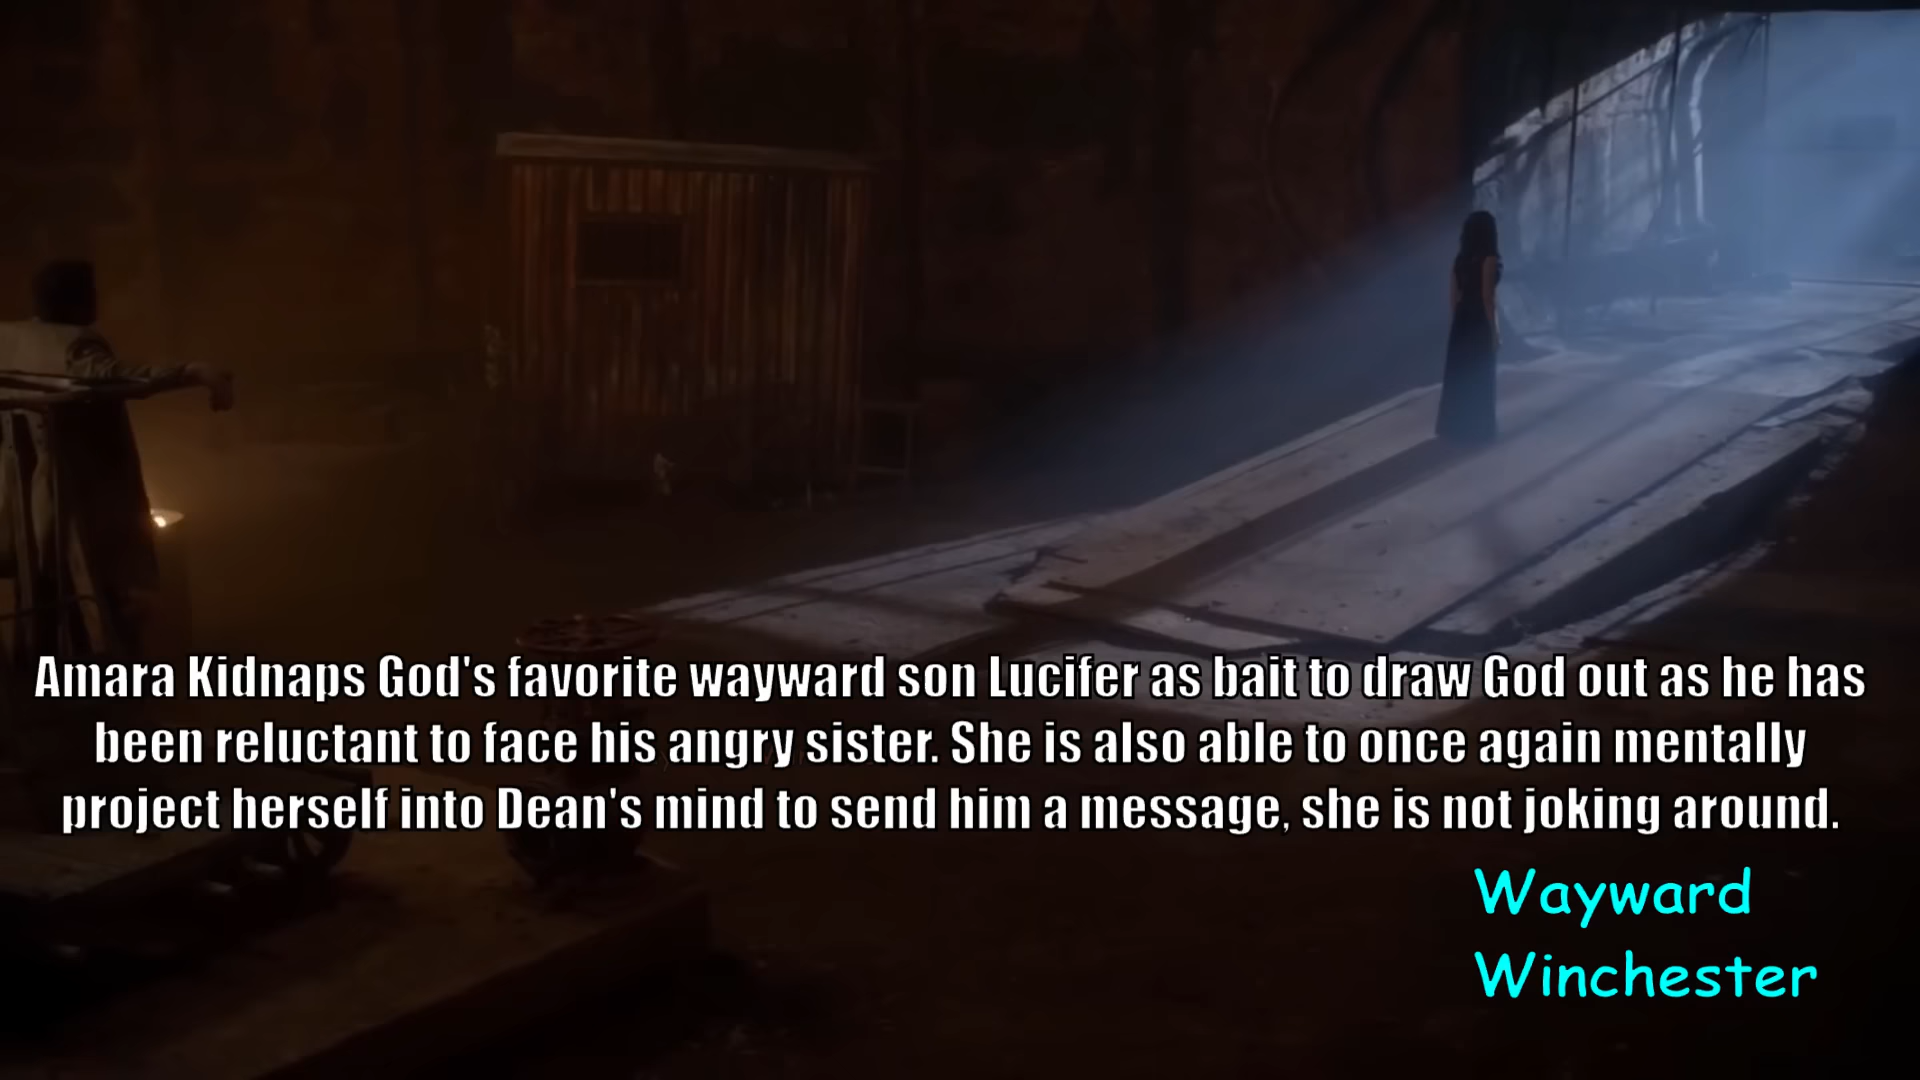 Amara Kidnaps God's favorite wayward son Lucifer as bait to draw God out as he has
been reluctant to face his angry sister. She is also able to once again mentally
project herself into Dean's mind to send him a message, she is not joking around.
Wayward
Winchester